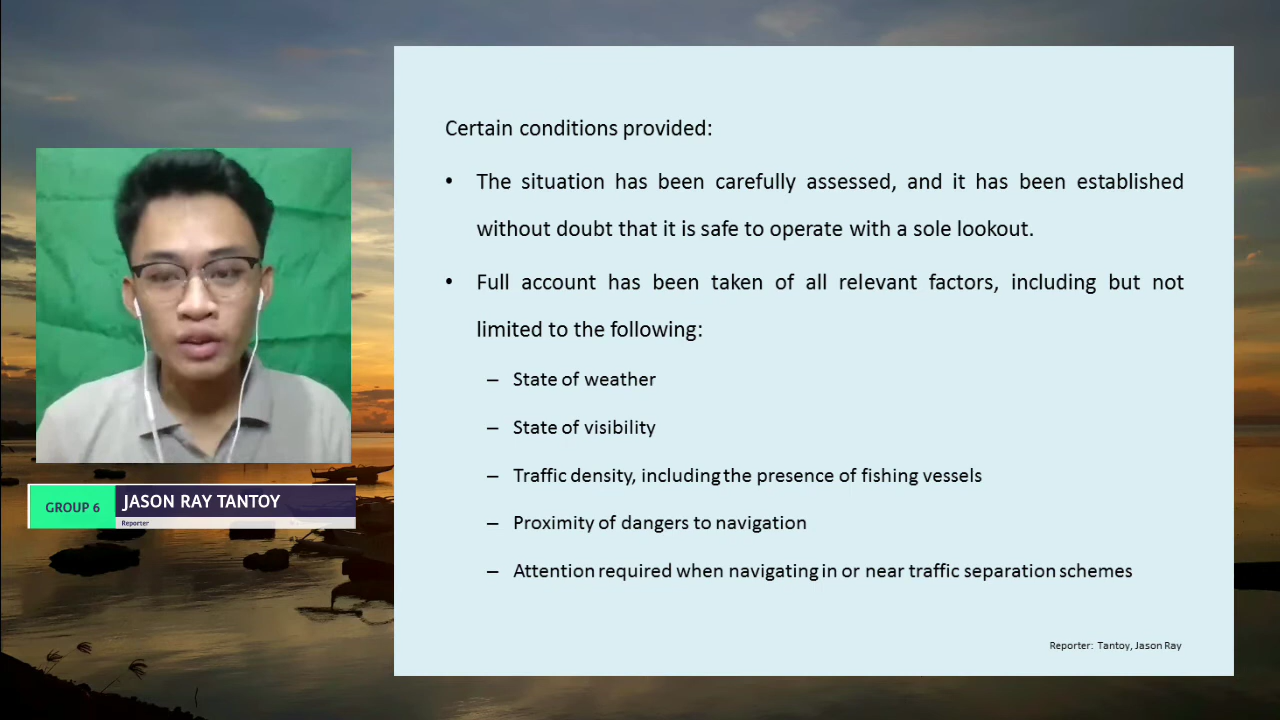 Certain conditions provided:
• The situation has been carefully assessed, and it has been established
without doubt that it is safe to operate with a sole lookout.
• Full account has been taken of all relevant factors, including but not
limited to the following:
– State of weather
– State of visibility
– Traffic density, including the presence of fishing vessels
– Proximity of dangers to navigation
– Attention required when navigating in or near traffic separation schemes
Reporter: Tantoy, Jason Ray
GROUP 6
JASON RAY TANTOY
Reporter